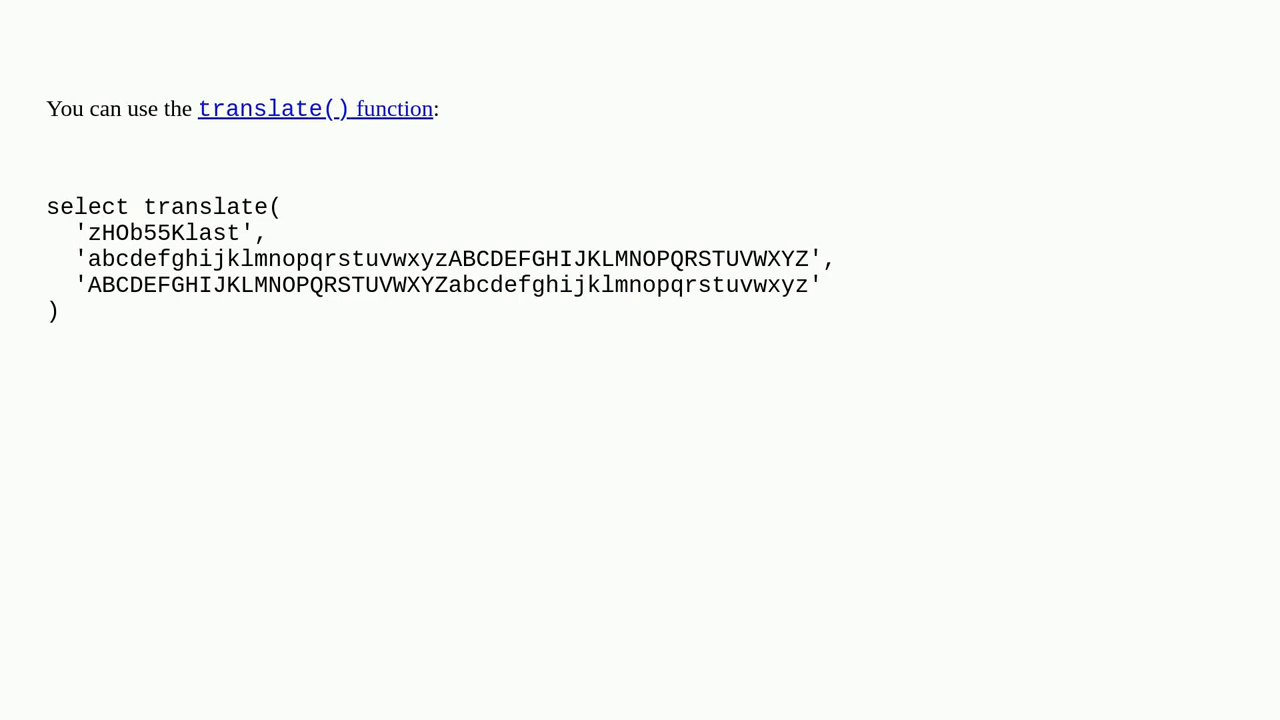 You can use the translate() function:
select translate(
  'zHOb55Klast',
  'abcdefghijklmnopqrstuvwxyzABCDEFGHIJKLMNOPQRSTUVWXYZ',
  'ABCDEFGHIJKLMNOPQRSTUVWXYZabcdefghijklmnopqrstuvwxyz'
)